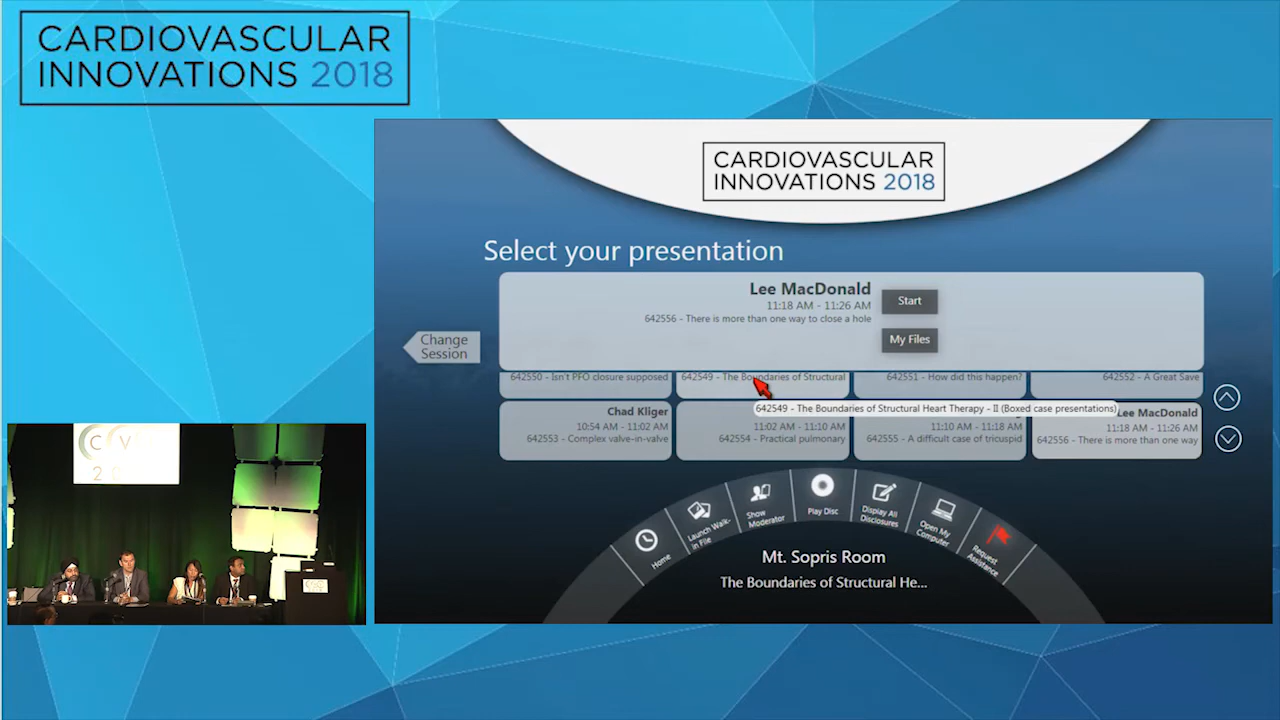 CARDIOVASCULAR
INNOVATIONS 2018
CARDIOVASCULAR
INNOVATIONS 2018
Select your presentation
Lee MacDonald
11:18 AM - 11:26 AM
642556 - There is more than one way to close a hole
Start
My Files
Change
Session
642550 - Isn't PFO closure supposed
642549 - The Boundaries of Structural
642551 - How did this happen?
642552 - A Great Save
642549 - The Boundaries of Structural Heart Therapy - II (Boxed case presentations)
Chad Kliger
10:54 AM - 11:02 AM
642553 - Complex valve-in-valve
11:02 AM - 11:10 AM
642554 - Practical pulmonary
11:10 AM - 11:18 AM
642555 - A difficult case of tricuspid
Lee MacDonald
11:18 AM - 11:26 AM
642556 - There is more than one way
Home
Launch Walk-
in File
Show
Moderator
Play Disc
Display All
Disclosures
Open My
Computer
Request
Assistance
Mt. Sopris Room
The Boundaries of Structural He...
C V